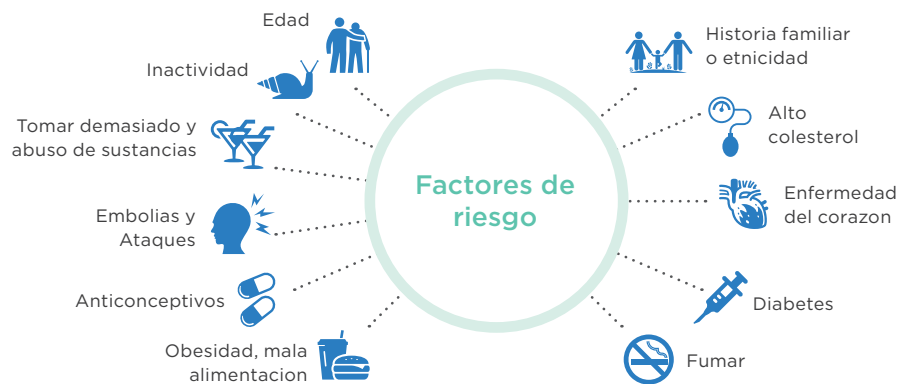 Factores de
riesgo
Edad
Inactividad
Tomar demasiado y
abuso de sustancias
Embolias y
Ataques
Anticonceptivos
Obesidad, mala
alimentacion
Historia familiar
o etnicidad
Alto
colesterol
Enfermedad
del corazon
Diabetes
Fumar